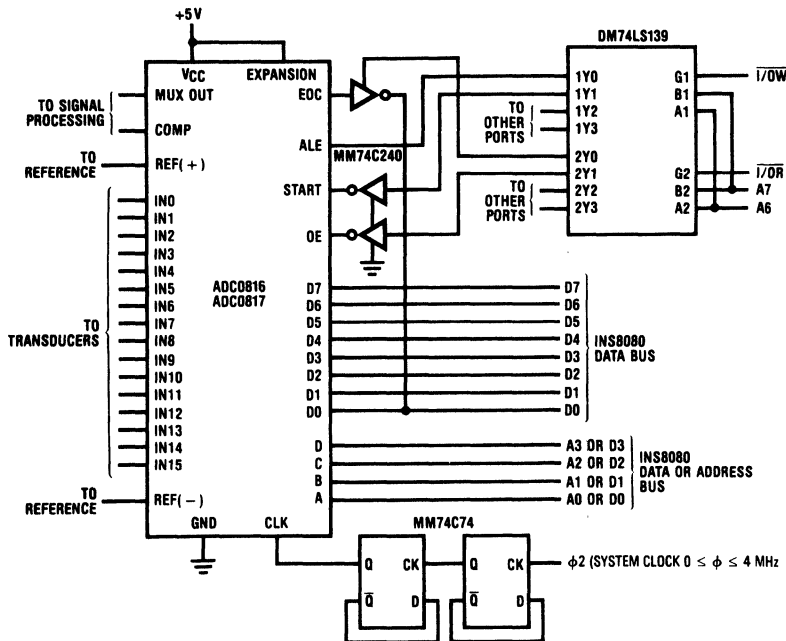 +5V
DM74LS139
VCC
EXPANSION
MUX OUT
EOC
TO SIGNAL
PROCESSING
COMP
ALE
MM74C240
TO
REFERENCE
REF(+)
START
OE
1Y0
1Y1
1Y2
1Y3
2Y0
2Y1
2Y2
2Y3
TO
OTHER
PORTS
TO
OTHER
PORTS
G1
B1
A1
G2
B2
A2
I/OW
I/OR
A7
A6
IN0
IN1
IN2
IN3
IN4
IN5
IN6
IN7
IN8
IN9
IN10
IN11
IN12
IN13
IN14
IN15
TO
TRANSDUCERS
ADC0816
ADC0817
D7
D6
D5
D4
D3
D2
D1
D0
D7
D6
D5
D4
D3
D2
D1
D0
INS8080
DATA BUS
D
C
B
A
A3 OR D3
A2 OR D2
A1 OR D1
A0 OR D0
INS8080
DATA OR ADDRESS
BUS
TO
REFERENCE
REF(−)
GND
CLK
MM74C74
Q
CK
Q̅
D
Q
CK
Q̅
D
ϕ2 (SYSTEM CLOCK 0 ≤ ϕ ≤ 4 MHz